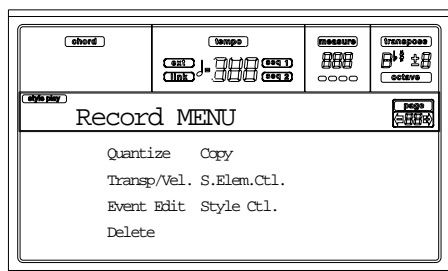 chord tempo measure transpose
ext seq 1
link seq 2
octave
style play page
Record MENU
Quantize Copy
Transp/Vel. S.Elem.Ctl.
Event Edit Style Ctl.
Delete